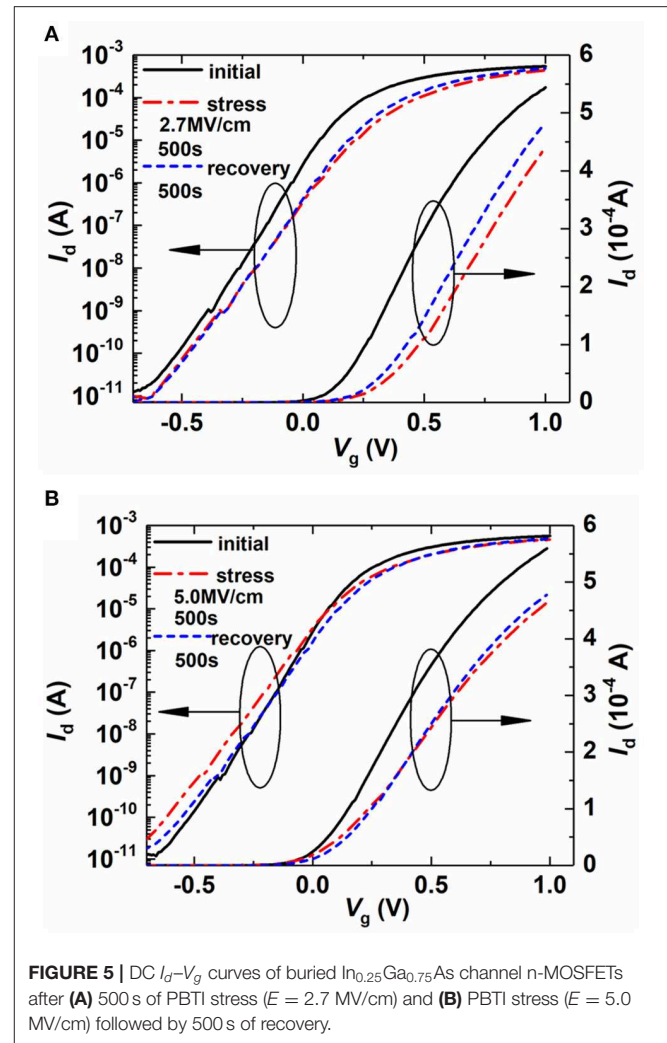 A
10⁻³
10⁻⁴
10⁻⁵
10⁻⁶
10⁻⁷
10⁻⁸
10⁻⁹
10⁻¹⁰
10⁻¹¹
I_d (A)
initial
stress
2.7MV/cm
500s
recovery
500s
6
5
4
3
2
1
0
I_d (10⁻⁴ A)
-0.5 0.0 0.5 1.0
V_g (V)
B
10⁻³
10⁻⁴
10⁻⁵
10⁻⁶
10⁻⁷
10⁻⁸
10⁻⁹
10⁻¹⁰
10⁻¹¹
I_d (A)
initial
stress
5.0MV/cm
500s
recovery
500s
6
5
4
3
2
1
0
I_d (10⁻⁴ A)
-0.5 0.0 0.5 1.0
V_g (V)
FIGURE 5 | DC I_d–V_g curves of buried In₀.₂₅Ga₀.₇₅As channel n-MOSFETs
after (A) 500 s of PBTI stress (E = 2.7 MV/cm) and (B) PBTI stress (E = 5.0
MV/cm) followed by 500 s of recovery.